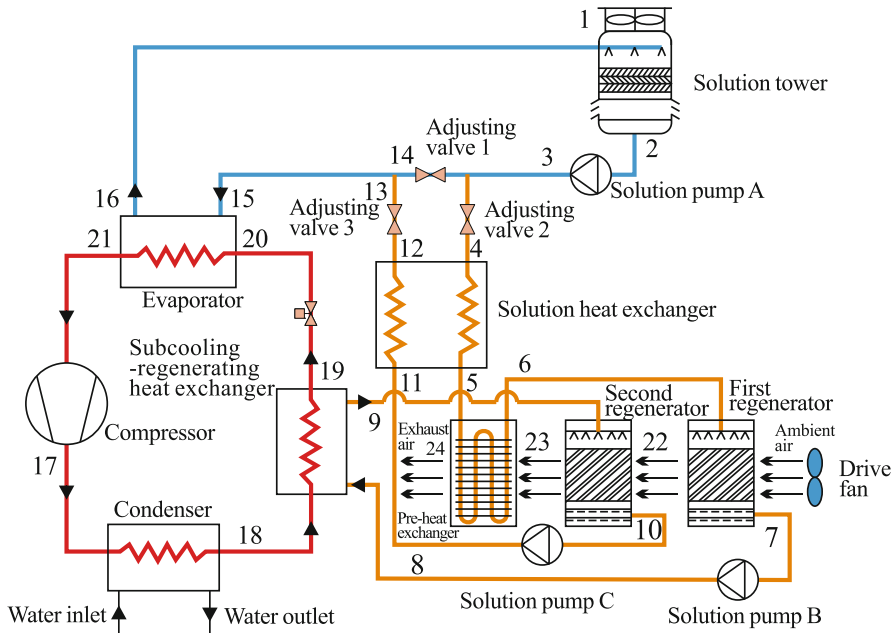 1
Solution tower
2
Adjusting
valve 1
14
3
Solution pump A
16
15
13
Adjusting
valve 3
Adjusting
valve 2
21
20
12
4
Evaporator
Solution heat exchanger
Subcooling
-regenerating
heat exchanger
19
11
5
6
Second
regenerator
First
regenerator
9
Compressor
17
Exhaust
air
24
23
22
Ambient
air
Drive
fan
Pre-heat
exchanger
10
7
Condenser
18
8
Solution pump C
Solution pump B
Water inlet
Water outlet